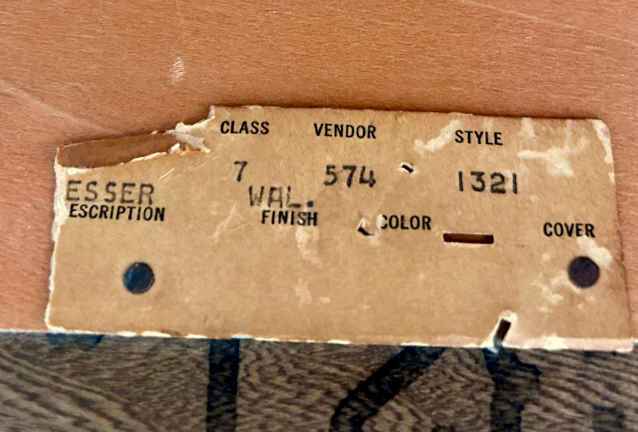 CLASS VENDOR STYLE
7 574 1321
ESSER WAL.
ESCRIPTION FINISH COLOR COVER